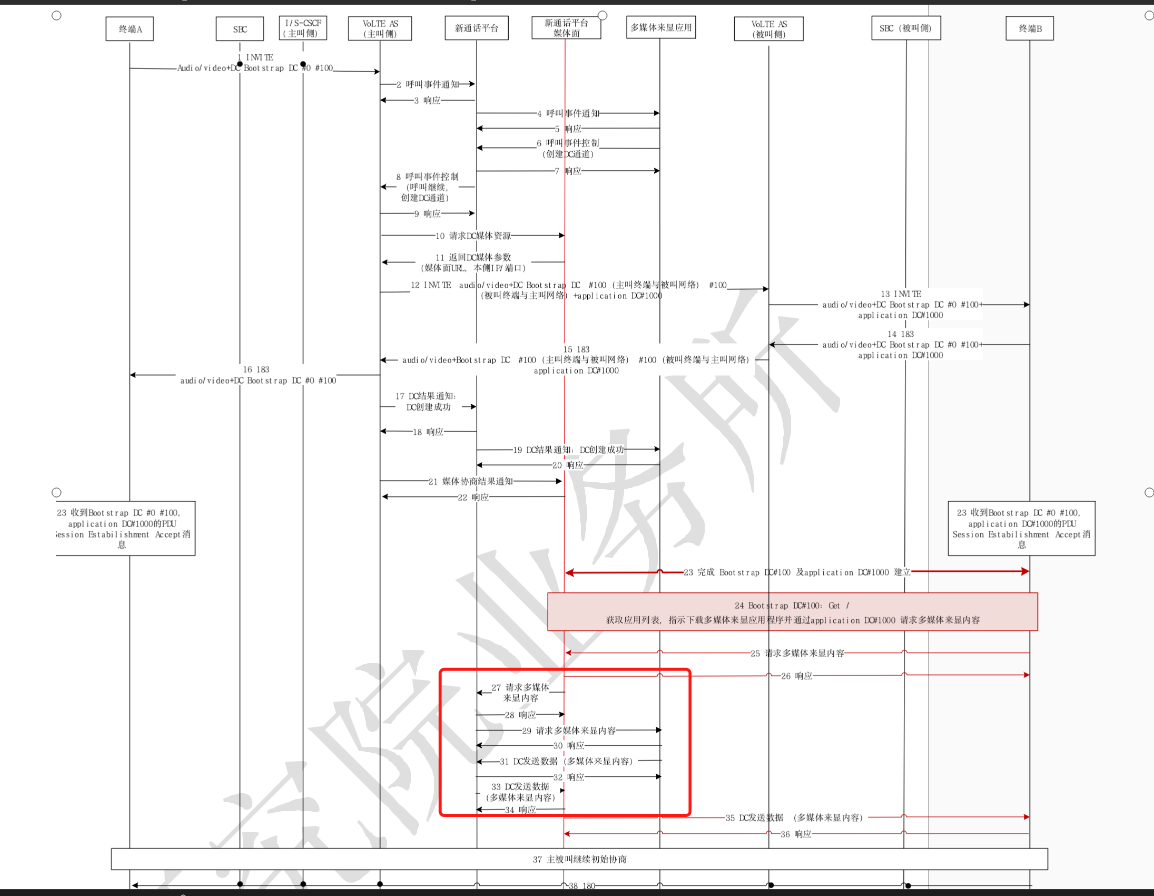 终端A
SBC
I/S-CSCF
(主叫侧)
VoLTE AS
(主叫侧)
新通话平台
新通话平台
媒体面
多媒体来显应用
VoLTE AS
(被叫侧)
SBC (被叫侧)
终端B
1 INVITE
Audio/video+DC Bootstrap DC #0 #100
2 呼叫事件通知
3 响应
4 呼叫事件通知
5 响应
6 呼叫事件控制
(创建DC通道)
7 响应
8 呼叫事件控制
(呼叫继续,
创建DC通道)
9 响应
10 请求DC媒体资源
11 返回DC媒体参数
(媒体面URL、本侧IP/端口)
12 INVITE audio/video+DC Bootstrap DC #100 (主叫终端与被叫网络) #100
(被叫终端与主叫网络) +application DC#1000
13 INVITE
audio/video+DC Bootstrap DC #0 #100+
application DC#1000
14 183
audio/video+DC Bootstrap DC #0 #100+
application DC#1000
15 183
audio/video+Bootstrap DC #100 (主叫终端与被叫网络) #100 (被叫终端与主叫网络)
application DC#1000
16 183
audio/video+DC Bootstrap DC #0 #100
17 DC结果通知:
DC创建成功
18 响应
19 DC结果通知: DC创建成功
20 响应
21 媒体协商结果通知
22 响应
23 收到Bootstrap DC #0 #100,
application DC#1000的PDU
Session Estabilishment Accept消
息
23 收到Bootstrap DC #0 #100,
application DC#1000的PDU
Session Estabilishment Accept消
息
23 完成 Bootstrap DC#100 及application DC#1000 建立
24 Bootstrap DC#100: Get /
获取应用列表, 指示下载多媒体来显应用程序并通过application DC#1000 请求多媒体来显内容
25 请求多媒体来显内容
26 响应
27 请求多媒体
来显内容
28 响应
29 请求多媒体来显内容
30 响应
31 DC发送数据 (多媒体来显内容)
32 响应
33 DC发送数据
(多媒体来显内容)
34 响应
35 DC发送数据 (多媒体来显内容)
36 响应
37 主被叫继续初始协商
38 180
究院业务所